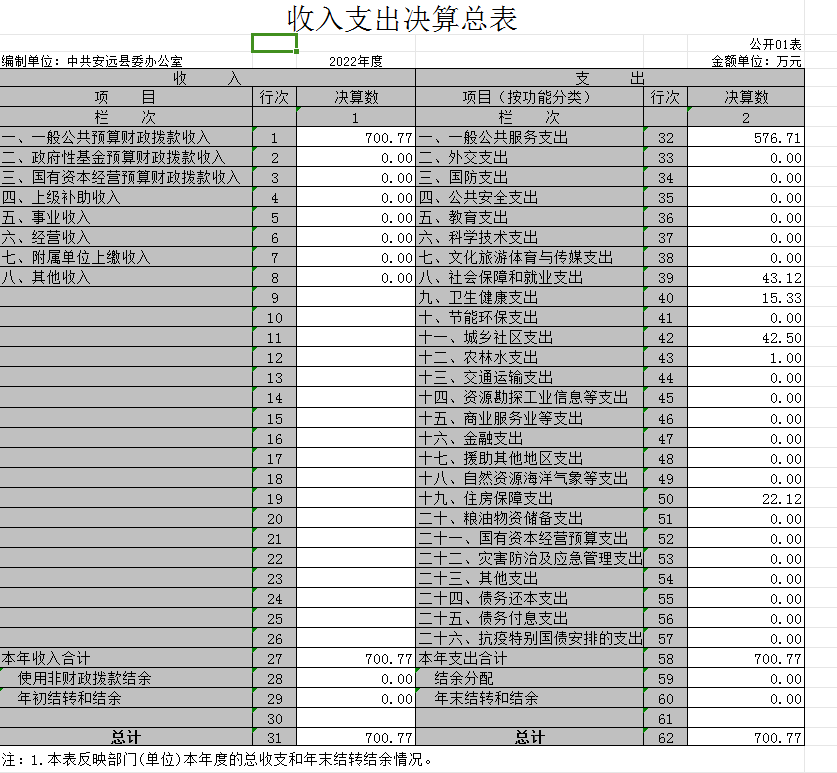 收入支出决算总表
公开01表
编制单位：中共安远县委办公室 2022年度 金额单位：万元
收 入 支 出
项 目 行次 决算数 项目（按功能分类） 行次 决算数
栏 次 1 栏 次 2
一、一般公共预算财政拨款收入 1 700.77 一、一般公共服务支出 32 576.71
二、政府性基金预算财政拨款收入 2 0.00 二、外交支出 33 0.00
三、国有资本经营预算财政拨款收入 3 0.00 三、国防支出 34 0.00
四、上级补助收入 4 0.00 四、公共安全支出 35 0.00
五、事业收入 5 0.00 五、教育支出 36 0.00
六、经营收入 6 0.00 六、科学技术支出 37 0.00
七、附属单位上缴收入 7 0.00 七、文化旅游体育与传媒支出 38 0.00
八、其他收入 8 0.00 八、社会保障和就业支出 39 43.12
9 九、卫生健康支出 40 15.33
10 十、节能环保支出 41 0.00
11 十一、城乡社区支出 42 42.50
12 十二、农林水支出 43 1.00
13 十三、交通运输支出 44 0.00
14 十四、资源勘探工业信息等支出 45 0.00
15 十五、商业服务业等支出 46 0.00
16 十六、金融支出 47 0.00
17 十七、援助其他地区支出 48 0.00
18 十八、自然资源海洋气象等支出 49 0.00
19 十九、住房保障支出 50 22.12
20 二十、粮油物资储备支出 51 0.00
21 二十一、国有资本经营预算支出 52 0.00
22 二十二、灾害防治及应急管理支出 53 0.00
23 二十三、其他支出 54 0.00
24 二十四、债务还本支出 55 0.00
25 二十五、债务付息支出 56 0.00
26 二十六、抗疫特别国债安排的支出 57 0.00
本年收入合计 27 700.77 本年支出合计 58 700.77
使用非财政拨款结余 28 0.00 结余分配 59 0.00
年初结转和结余 29 0.00 年末结转和结余 60 0.00
30 61
总计 31 700.77 总计 62 700.77
注：1.本表反映部门(单位)本年度的总收支和年末结转结余情况。